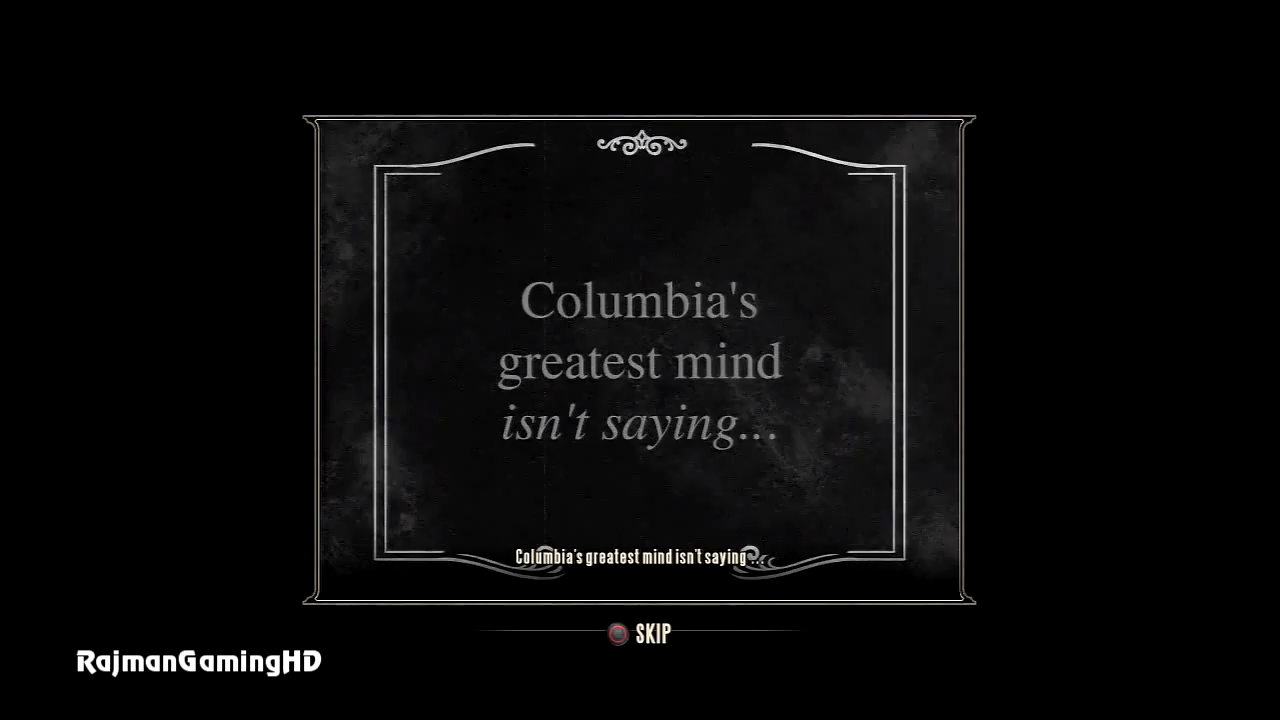 Columbia's
greatest mind
isn't saying...
Columbia's greatest mind isn't saying ...
SKIP
RajmanGamingHD